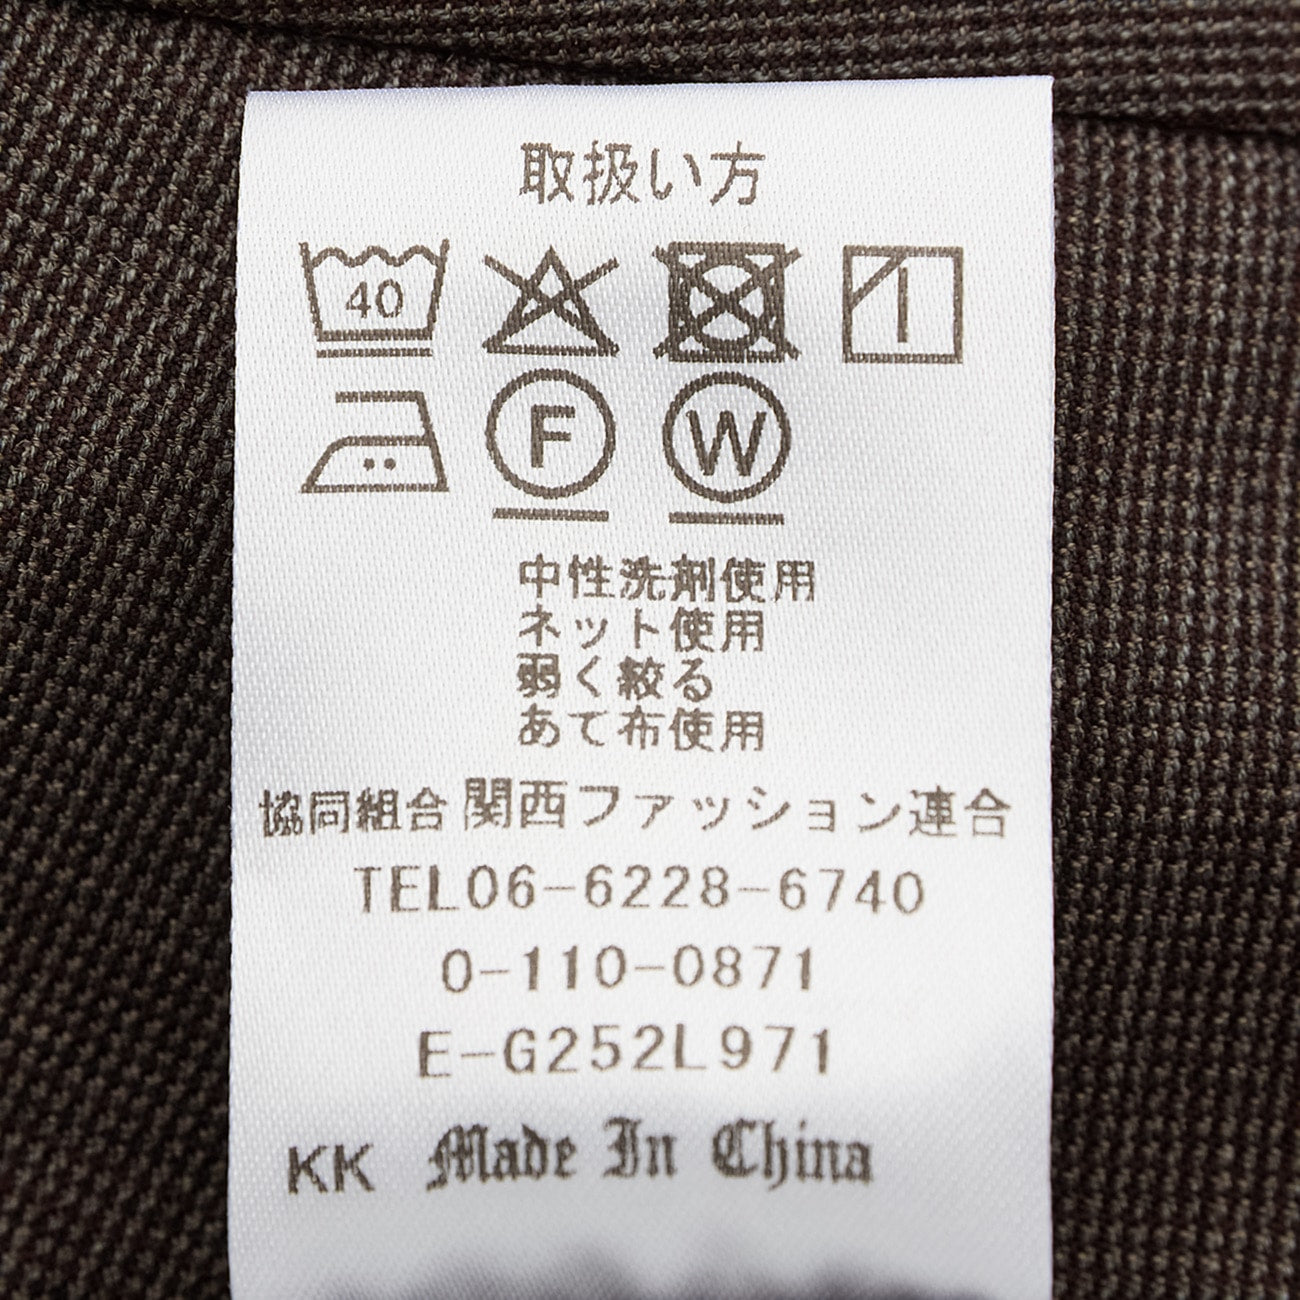 取扱い方
40
F W
中性洗剤使用
ネット使用
弱く絞る
あて布使用
協同組合 関西ファッション連合
TEL06-6228-6740
0-110-0871
E-G252L971
KK Made In China